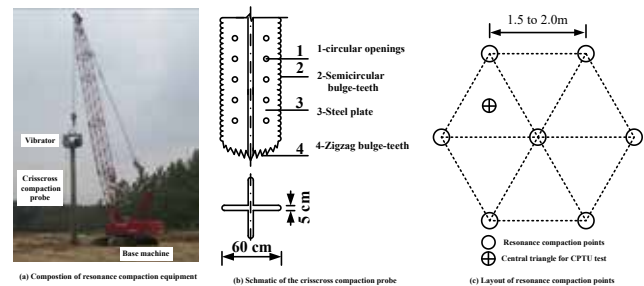 Vibrator
Crisscross
compaction
probe
Base machine
(a) Compostion of resonance compaction equipment
1
2
3
4
1-circular openings
2-Semicircular
bulge-teeth
3-Steel plate
4-Zigzag bulge-teeth
5 cm
60 cm
(b) Schmatic of the crisscross compaction probe
1.5 to 2.0m
Resonance compaction points
Central triangle for CPTU test
(c) Layout of resonance compaction points